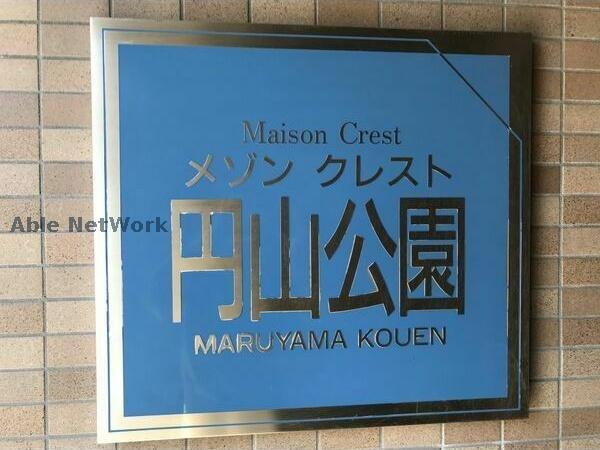 Maison Crest
メゾン クレスト
Able NetWork
円山公園
MARUYAMA KOUEN